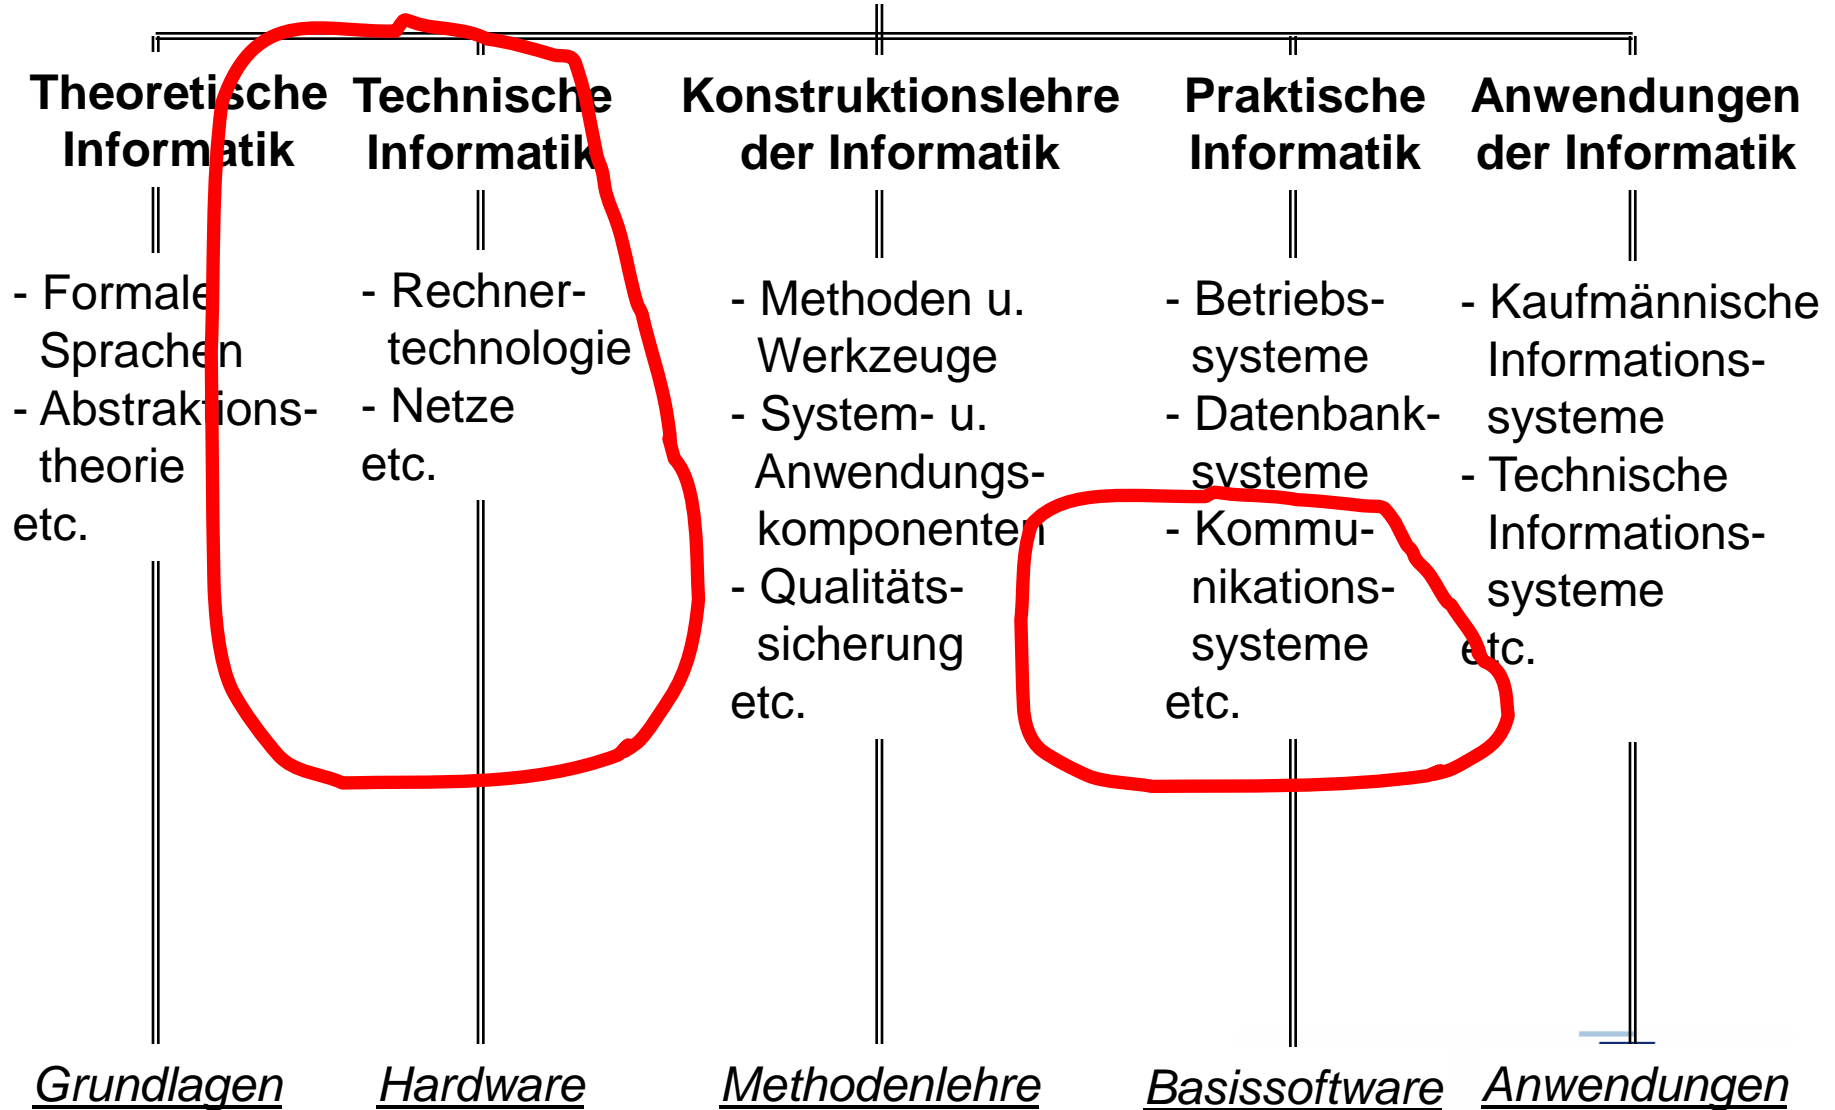 Theoretische
Informatik
- Formale
Sprachen
- Abstraktions-
theorie
etc.
Grundlagen
Technische
Informatik
- Rechner-
technologie
- Netze
etc.
Hardware
Konstruktionslehre
der Informatik
- Methoden u.
Werkzeuge
- System- u.
Anwendungs-
komponenten
- Qualitäts-
sicherung
etc.
Methodenlehre
Praktische
Informatik
- Betriebs-
systeme
- Datenbank-
systeme
- Kommu-
nikations-
systeme
etc.
Basissoftware
Anwendungen
der Informatik
- Kaufmännische
Informations-
systeme
- Technische
Informations-
systeme
etc.
Anwendungen